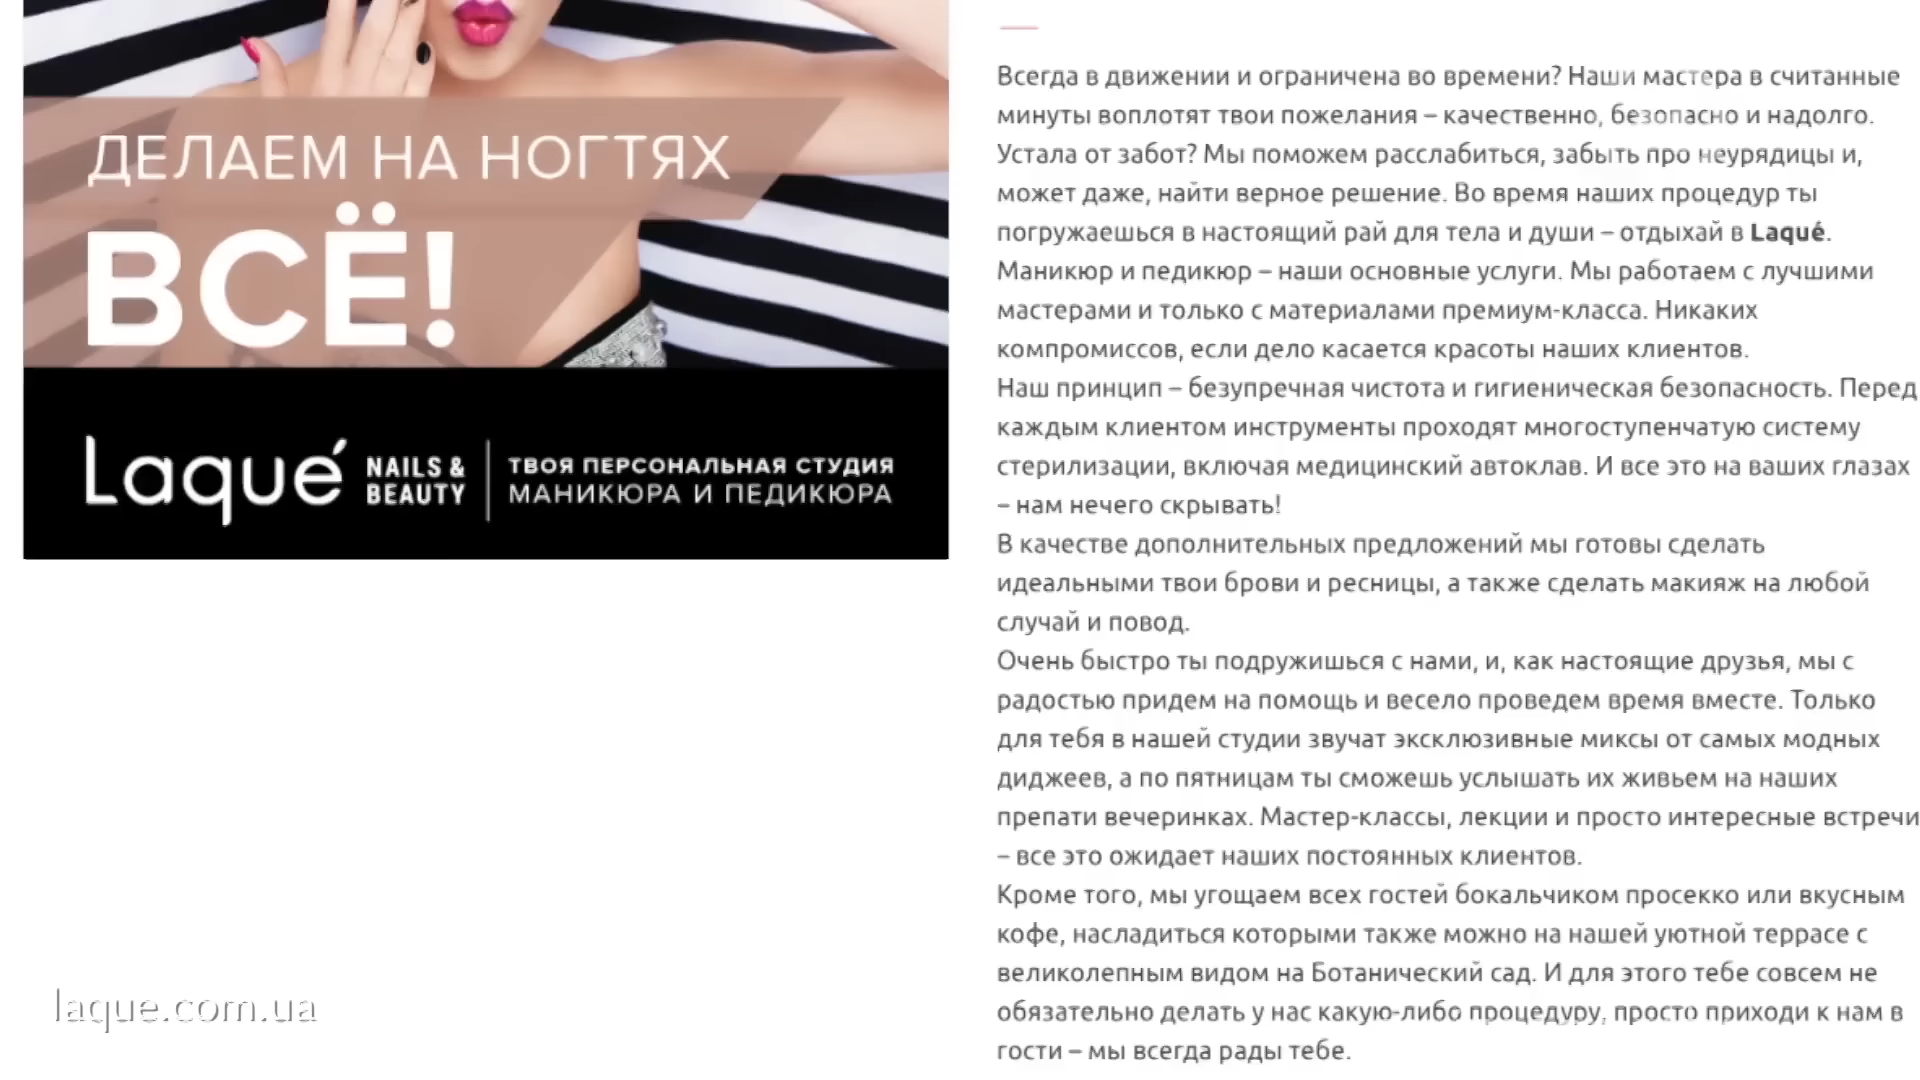 ДЕЛАЕМ НА НОГТЯХ
ВСЁ!
Laqué NAILS & BEAUTY
ТВОЯ ПЕРСОНАЛЬНАЯ СТУДИЯ
МАНИКЮРА И ПЕДИКЮРА
laque.com.ua
Всегда в движении и ограничена во времени? Наши мастера в считанные
минуты воплотят твои пожелания – качественно, безопасно и надолго.
Устала от забот? Мы поможем расслабиться, забыть про неурядицы и,
может даже, найти верное решение. Во время наших процедур ты
погружаешься в настоящий рай для тела и души – отдыхай в Laqué.
Маникюр и педикюр – наши основные услуги. Мы работаем с лучшими
мастерами и только с материалами премиум-класса. Никаких
компромиссов, если дело касается красоты наших клиентов.
Наш принцип – безупречная чистота и гигиеническая безопасность. Перед
каждым клиентом инструменты проходят многоступенчатую систему
стерилизации, включая медицинский автоклав. И все это на ваших глазах
– нам нечего скрывать!
В качестве дополнительных предложений мы готовы сделать
идеальными твои брови и ресницы, а также сделать макияж на любой
случай и повод.
Очень быстро ты подружишься с нами, и, как настоящие друзья, мы с
радостью придем на помощь и весело проведем время вместе. Только
для тебя в нашей студии звучат эксклюзивные миксы от самых модных
диджеев, а по пятницам ты сможешь услышать их живьем на наших
препати вечеринках. Мастер-классы, лекции и просто интересные встречи
– все это ожидает наших постоянных клиентов.
Кроме того, мы угощаем всех гостей бокальчиком просекко или вкусным
кофе, насладиться которыми также можно на нашей уютной террасе с
великолепным видом на Ботанический сад. И для этого тебе совсем не
обязательно делать у нас какую-либо процедуру, просто приходи к нам в
гости – мы всегда рады тебе.